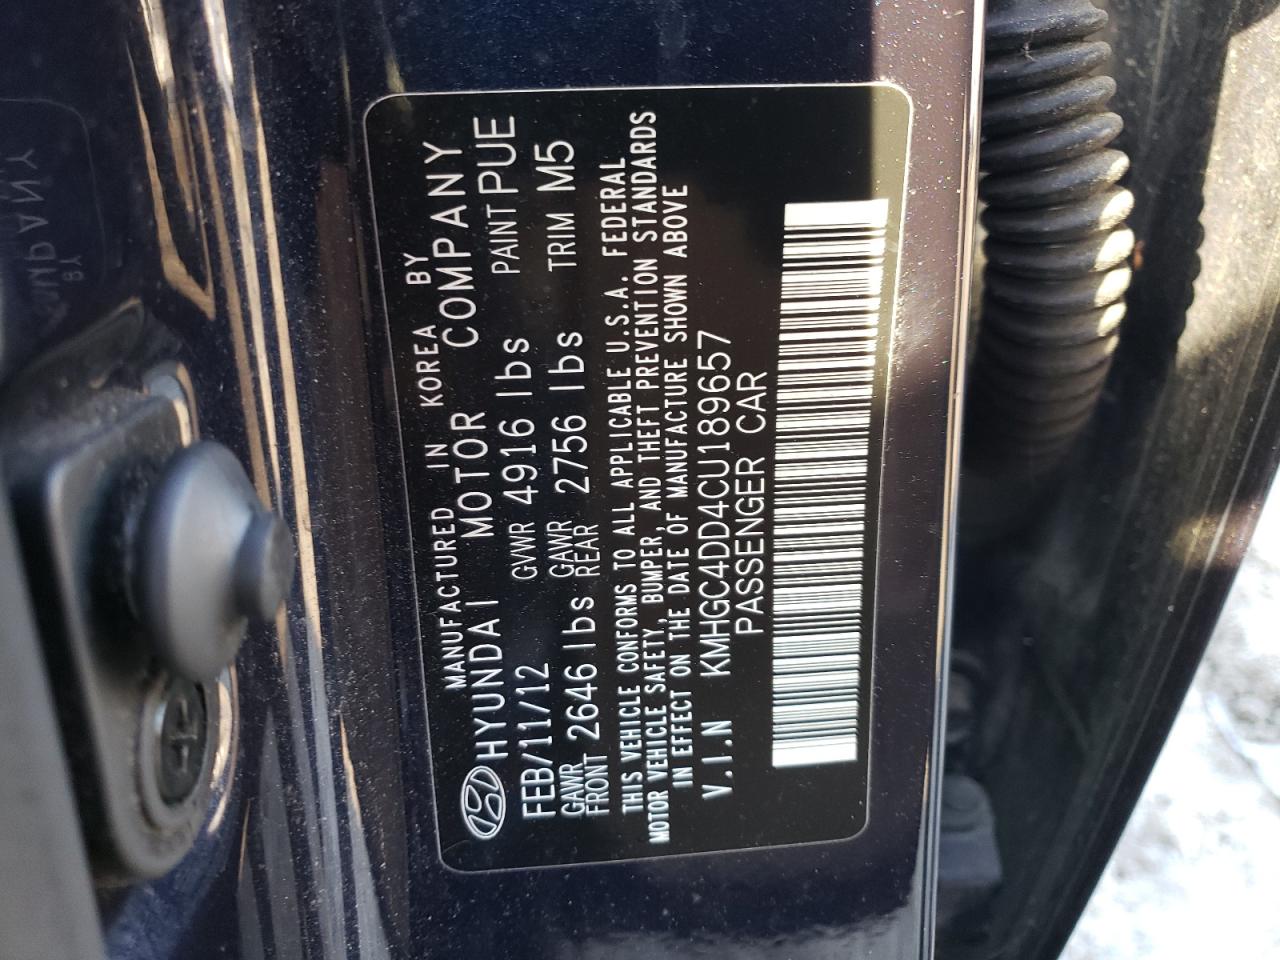 MANUFACTURED IN KOREA BY
HYUNDAI MOTOR COMPANY
FEB/11/12 GVWR 4916 lbs PAINT PUE
GAWR FRONT 2646 lbs GAWR REAR 2756 lbs TRIM M5
THIS VEHICLE CONFORMS TO ALL APPLICABLE U.S.A. FEDERAL
MOTOR VEHICLE SAFETY, BUMPER, AND THEFT PREVENTION STANDARDS
IN EFFECT ON THE DATE OF MANUFACTURE SHOWN ABOVE
V.I.N KMHGC4DD4CU189657
PASSENGER CAR